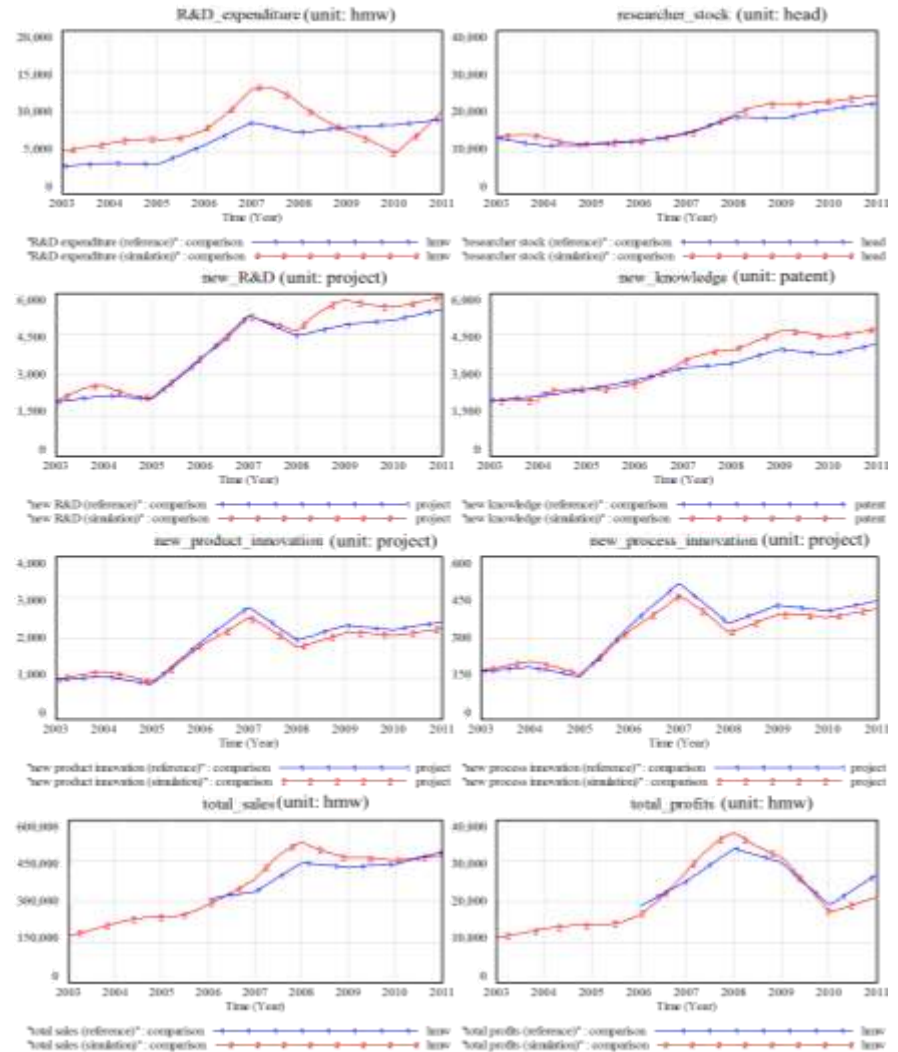 R&D_expenditure (unit: hmw)
20,000
15,000
10,000
5,000
0
2003 2004 2005 2006 2007 2008 2009 2010 2011
Time (Year)
"R&D expenditure (reference)" : comparison hmw
"R&D expenditure (simulation)" : comparison hmw
researcher_stock (unit: head)
40,000
30,000
20,000
10,000
0
2003 2004 2005 2006 2007 2008 2009 2010 2011
Time (Year)
"researcher stock (reference)" : comparison head
"researcher stock (simulation)" : comparison head
new_R&D (unit: project)
6,000
4,500
3,000
1,500
0
2003 2004 2005 2006 2007 2008 2009 2010 2011
Time (Year)
"new R&D (reference)" : comparison project
"new R&D (simulation)" : comparison project
new_knowledge (unit: patent)
6,000
4,500
3,000
1,500
0
2003 2004 2005 2006 2007 2008 2009 2010 2011
Time (Year)
"new knowledge (reference)" : comparison patent
"new knowledge (simulation)" : comparison patent
new_product_innovation (unit: project)
4,000
3,000
2,000
1,000
0
2003 2004 2005 2006 2007 2008 2009 2010 2011
Time (Year)
"new product innovation (reference)" : comparison project
"new product innovation (simulation)" : comparison project
new_process_innovation (unit: project)
600
450
300
150
0
2003 2004 2005 2006 2007 2008 2009 2010 2011
Time (Year)
"new process innovation (reference)" : comparison project
"new process innovation (simulation)" : comparison project
total_sales (unit: hmw)
600,000
450,000
300,000
150,000
0
2003 2004 2005 2006 2007 2008 2009 2010 2011
Time (Year)
"total sales (reference)" : comparison hmw
"total sales (simulation)" : comparison hmw
total_profits (unit: hmw)
40,000
30,000
20,000
10,000
0
2003 2004 2005 2006 2007 2008 2009 2010 2011
Time (Year)
"total profits (reference)" : comparison hmw
"total profits (simulation)" : comparison hmw